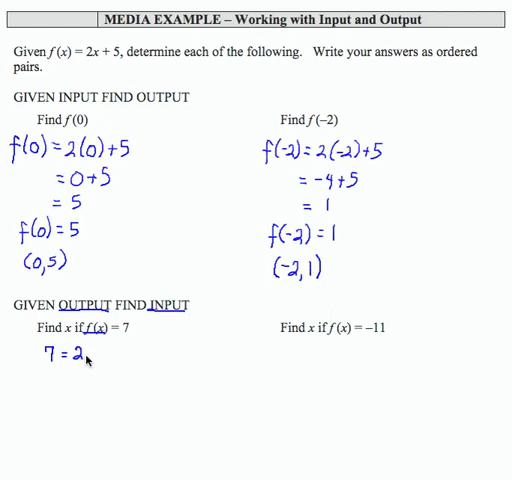 MEDIA EXAMPLE – Working with Input and Output
Given f (x) = 2x + 5, determine each of the following. Write your answers as ordered
pairs.
GIVEN INPUT FIND OUTPUT
Find f (0)
f(0) = 2(0)+5
= 0+5
= 5
f(0) = 5
(0,5)
Find f (–2)
f(-2) = 2(-2)+5
= -4+5
= 1
f(-2) = 1
(-2,1)
GIVEN OUTPUT FIND INPUT
Find x if f (x) = 7
7 = 2
Find x if f (x) = –11